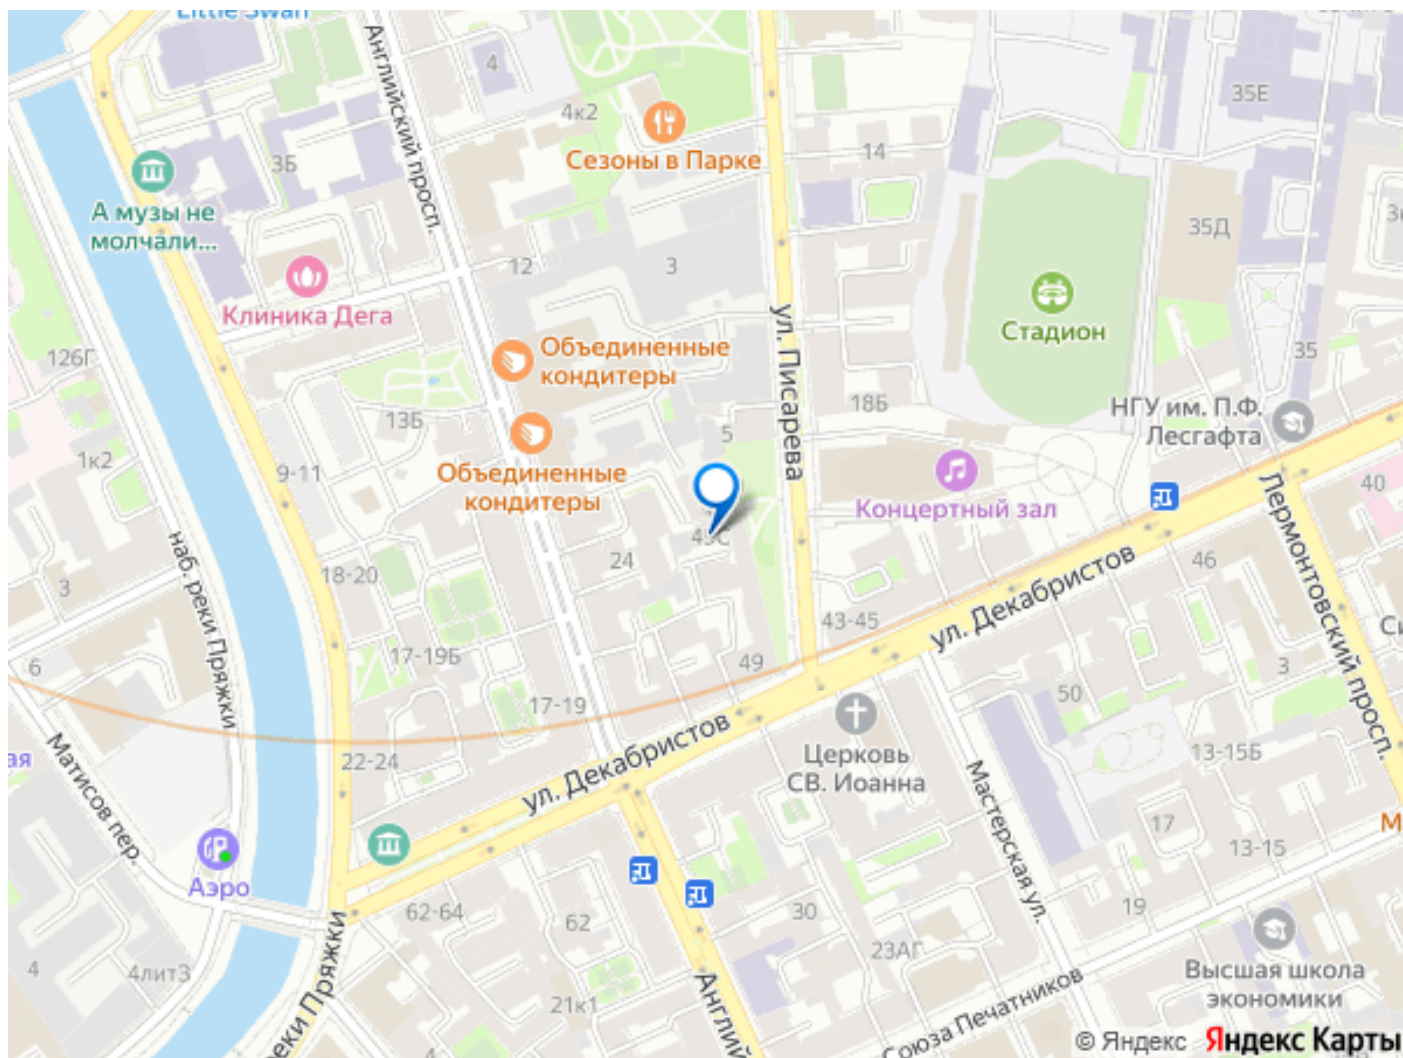 Little Swan
Английский просп.
4
4к2
Сезоны в Парке
14
35Е
3Б
А музы не
молчали...
35Д
12
3
Клиника Дега
Стадион
ул. Писарева
126Г
Объединенные
кондитеры
35
13Б
18Б
НГУ им. П.Ф.
Лесгафта
5
1к2
9-11
Объединенные
кондитеры
Концертный зал
40
наб. реки Пряжки
24
Лермонтовский просп.
3
18-20
46
ул. Декабристов
43-45
Си
6
17-19Б
49
3
50
17-19
22-24
Церковь
СВ. Иоанна
13-15Б
ая
Матисов пер.
ул. Декабристов
Мастерская ул.
17
М
13-15
Аэро
62-64
62
30
19
23АГ
4
4лит3
реки Пряжки
21к1
Англий
Союза Печатников
Высшая школа
экономики
© Яндекс Яндекс Карты